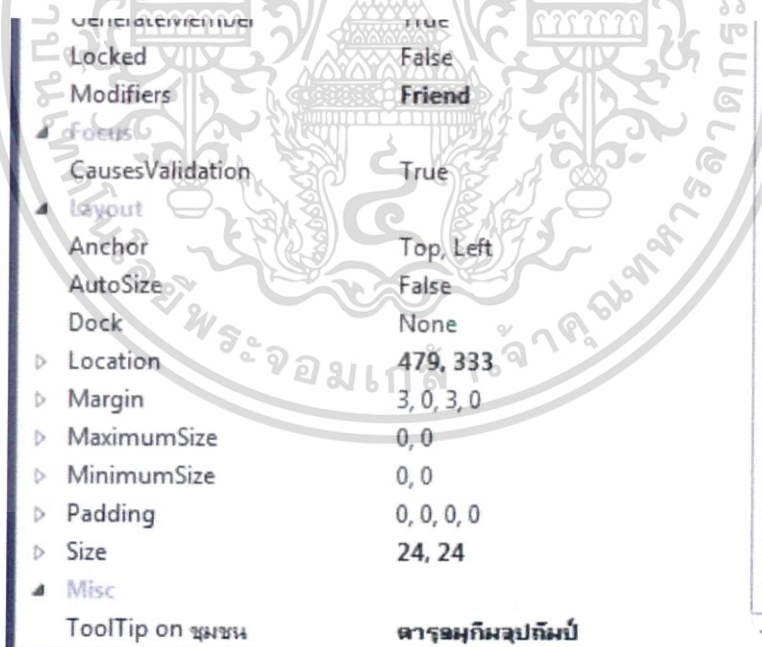 GenerateMember True
Locked False
Modifiers Friend
Focus
CausesValidation True
Layout
Anchor Top, Left
AutoSize False
Dock None
Location 479, 333
Margin 3, 0, 3, 0
MaximumSize 0, 0
MinimumSize 0, 0
Padding 0, 0, 0, 0
Size 24, 24
Misc
ToolTip on ชุมชน